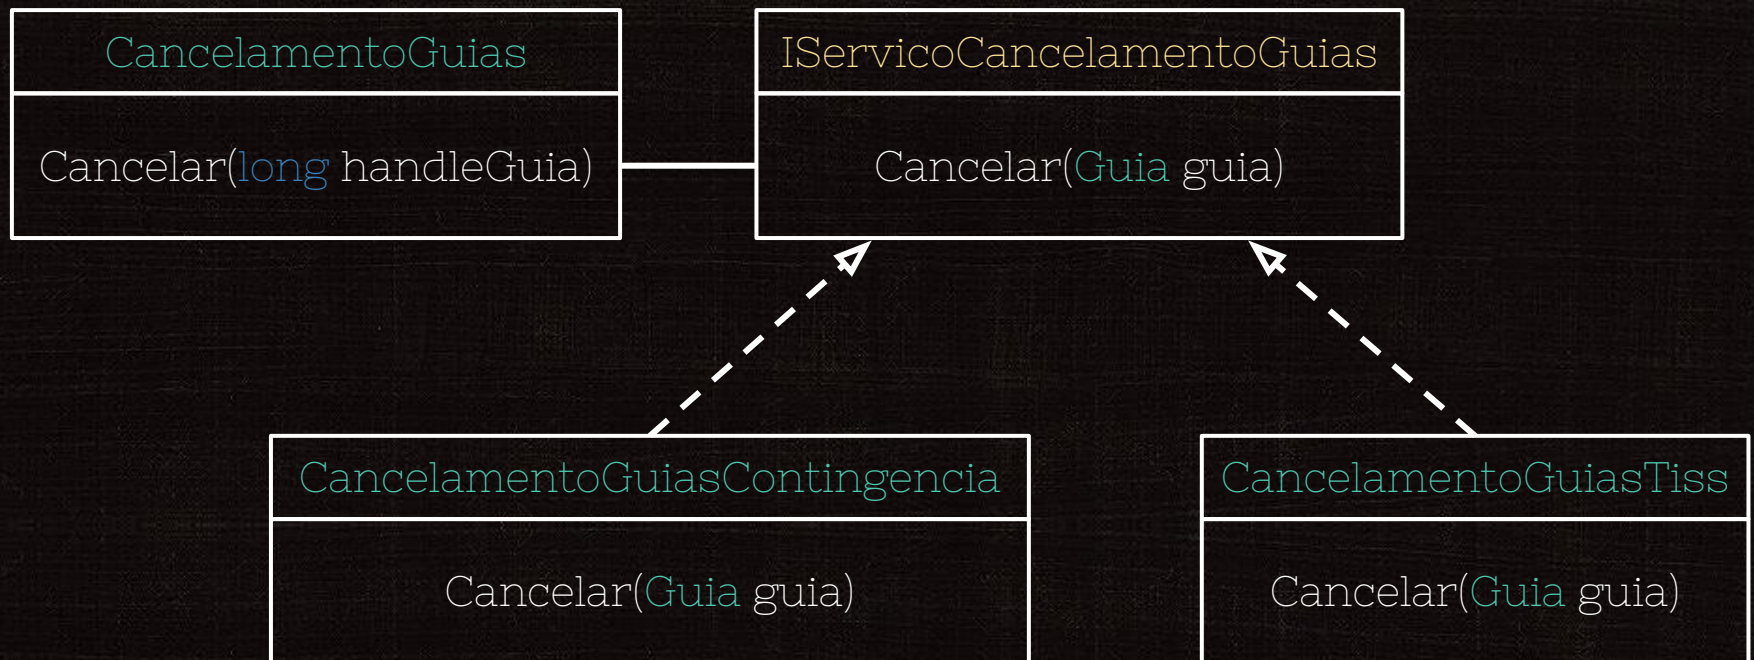 CancelamentoGuias
Cancelar(long handleGuia)
IServicoCancelamentoGuias
Cancelar(Guia guia)
CancelamentoGuiasContingencia
Cancelar(Guia guia)
CancelamentoGuiasTiss
Cancelar(Guia guia)